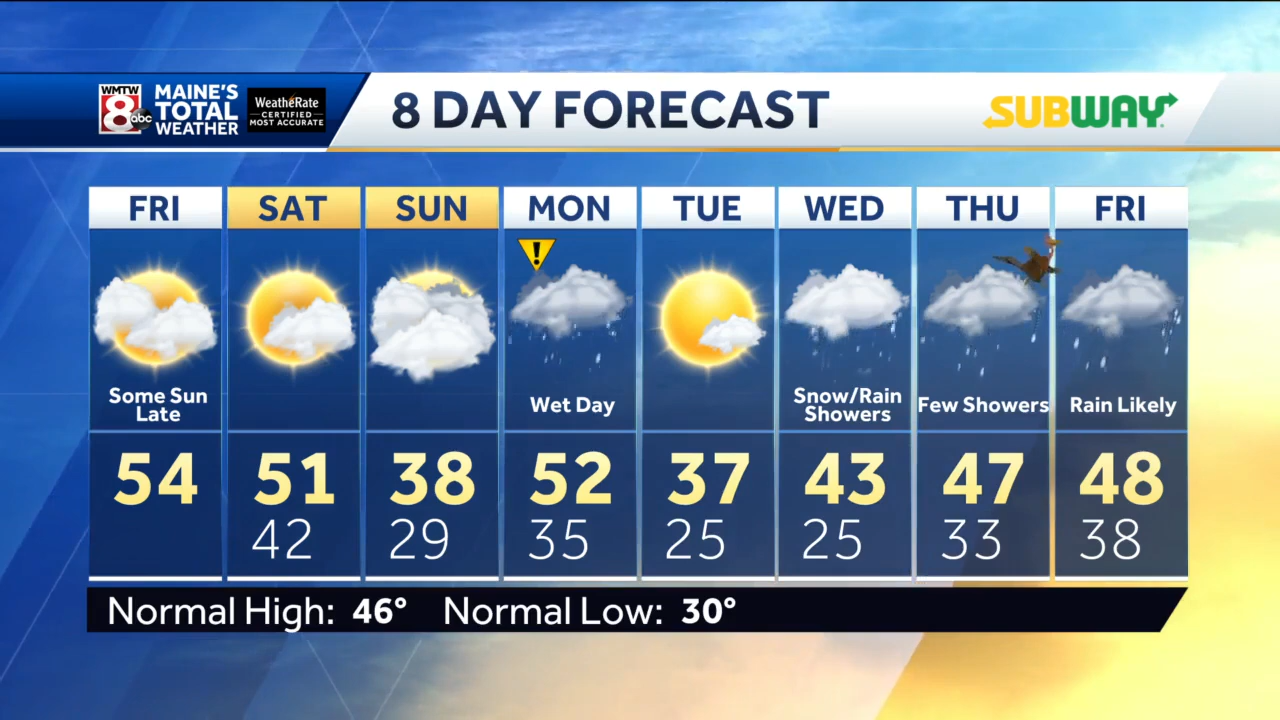 WMTW
8
abc
MAINE'S
TOTAL
WEATHER
WeatheRate
CERTIFIED
MOST ACCURATE
8 DAY FORECAST
SUBWAY
FRI SAT SUN MON TUE WED THU FRI
!
Some Sun
Late
Wet Day
Snow/Rain
Showers
Few Showers
Rain Likely
54 51 38 52 37 43 47 48
42 29 35 25 25 33 38
Normal High: 46° Normal Low: 30°